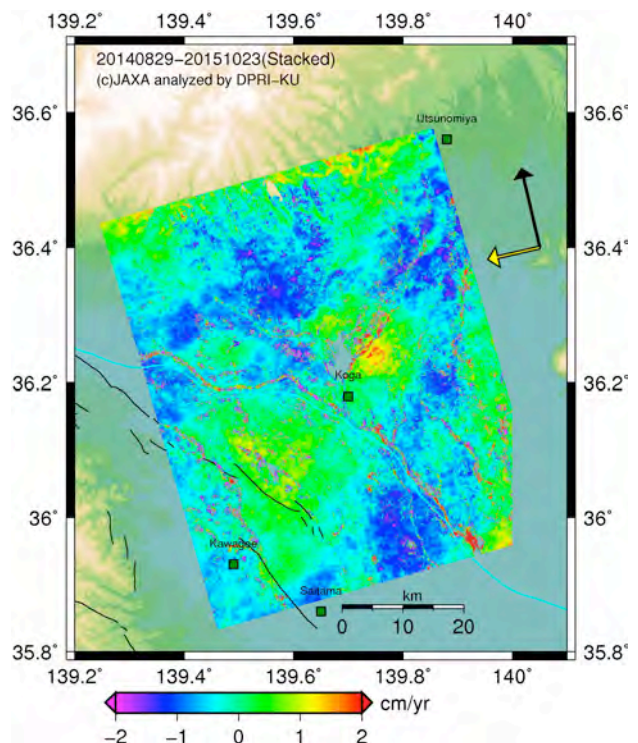 139.2° 139.4° 139.6° 139.8° 140°
20140829−20151023(Stacked)
(c)JAXA analyzed by DPRI−KU
36.6° 36.6°
Utsunomiya
36.4° 36.4°
36.2° 36.2°
Koga
36° 36°
Kawagoe
Saitama
km
0 10 20
35.8° 35.8°
139.2° 139.4° 139.6° 139.8° 140°
cm/yr
−2 −1 0 1 2